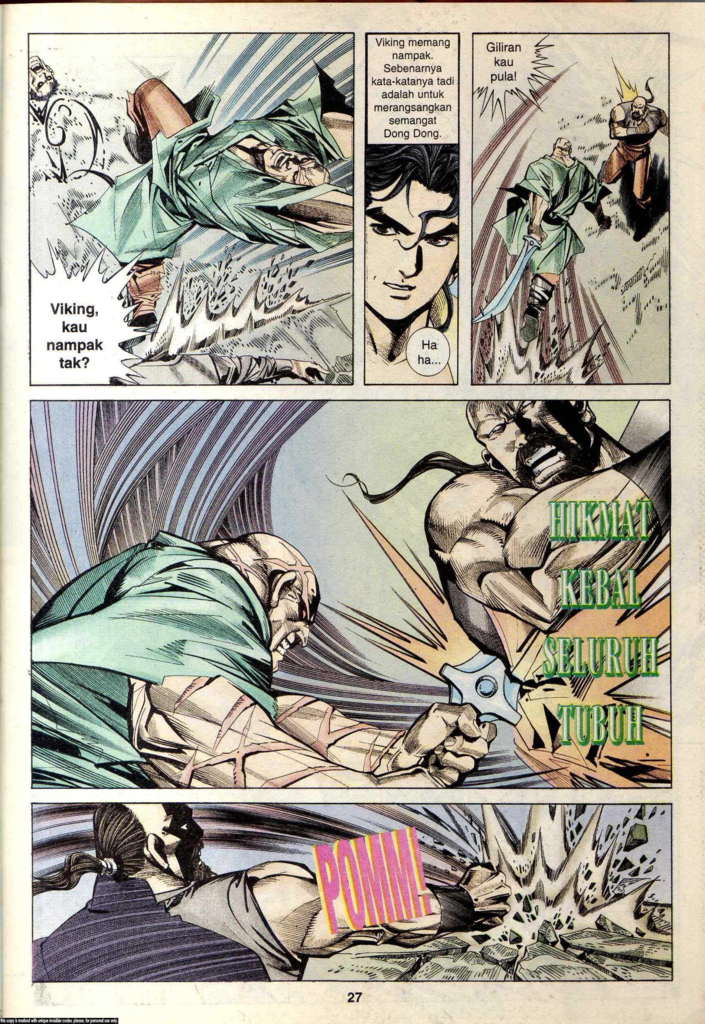 Viking,
kau
nampak
tak?
Viking memang
nampak.
Sebenarnya
kata-katanya tadi
adalah untuk
merangsangkan
semangat
Dong Dong.
Ha
ha...
Giliran
kau
pula!
HIKMAT
KEBAL
SELURUH
TUBUH
POMM!
27